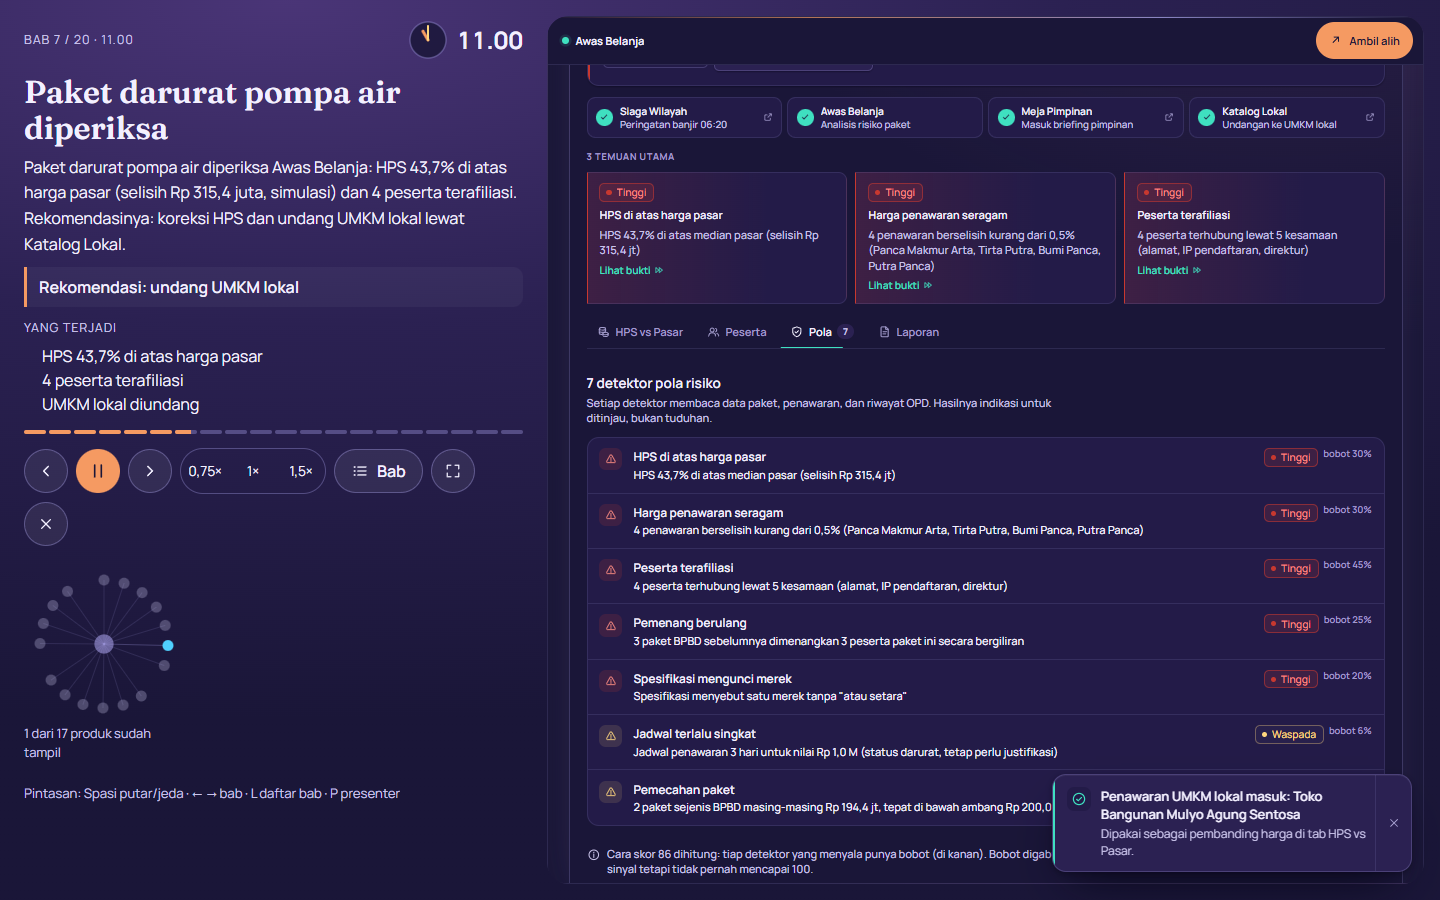 BAB 7 / 20 · 11.00
11.00
Paket darurat pompa air
diperiksa
Paket darurat pompa air diperiksa Awas Belanja: HPS 43,7% di atas
harga pasar (selisih Rp 315,4 juta, simulasi) dan 4 peserta terafiliasi.
Rekomendasinya: koreksi HPS dan undang UMKM lokal lewat
Katalog Lokal.
Rekomendasi: undang UMKM lokal
YANG TERJADI
HPS 43,7% di atas harga pasar
4 peserta terafiliasi
UMKM lokal diundang
0,75× 1× 1,5×
Bab
1 dari 17 produk sudah
tampil
Pintasan: Spasi putar/jeda · ← → bab · L daftar bab · P presenter
Awas Belanja
Ambil alih
Siaga Wilayah
Peringatan banjir 06:20
Awas Belanja
Analisis risiko paket
Meja Pimpinan
Masuk briefing pimpinan
Katalog Lokal
Undangan ke UMKM lokal
3 TEMUAN UTAMA
Tinggi
HPS di atas harga pasar
HPS 43,7% di atas median pasar (selisih Rp
315,4 jt)
Lihat bukti
Tinggi
Harga penawaran seragam
4 penawaran berselisih kurang dari 0,5%
(Panca Makmur Arta, Tirta Putra, Bumi Panca,
Putra Panca)
Lihat bukti
Tinggi
Peserta terafiliasi
4 peserta terhubung lewat 5 kesamaan
(alamat, IP pendaftaran, direktur)
Lihat bukti
HPS vs Pasar
Peserta
Pola 7
Laporan
7 detektor pola risiko
Setiap detektor membaca data paket, penawaran, dan riwayat OPD. Hasilnya indikasi untuk
ditinjau, bukan tuduhan.
HPS di atas harga pasar
HPS 43,7% di atas median pasar (selisih Rp 315,4 jt)
Tinggi bobot 30%
Harga penawaran seragam
4 penawaran berselisih kurang dari 0,5% (Panca Makmur Arta, Tirta Putra, Bumi Panca, Putra Panca)
Tinggi bobot 30%
Peserta terafiliasi
4 peserta terhubung lewat 5 kesamaan (alamat, IP pendaftaran, direktur)
Tinggi bobot 45%
Pemenang berulang
3 paket BPBD sebelumnya dimenangkan 3 peserta paket ini secara bergiliran
Tinggi bobot 25%
Spesifikasi mengunci merek
Spesifikasi menyebut satu merek tanpa "atau setara"
Tinggi bobot 20%
Jadwal terlalu singkat
Jadwal penawaran 3 hari untuk nilai Rp 1,0 M (status darurat, tetap perlu justifikasi)
Waspada bobot 6%
Pemecahan paket
2 paket sejenis BPBD masing-masing Rp 194,4 jt, tepat di bawah ambang Rp 200,0
Cara skor 86 dihitung: tiap detektor yang menyala punya bobot (di kanan). Bobot digab
sinyal tetapi tidak pernah mencapai 100.
Penawaran UMKM lokal masuk: Toko
Bangunan Mulyo Agung Sentosa
Dipakai sebagai pembanding harga di tab HPS vs
Pasar.